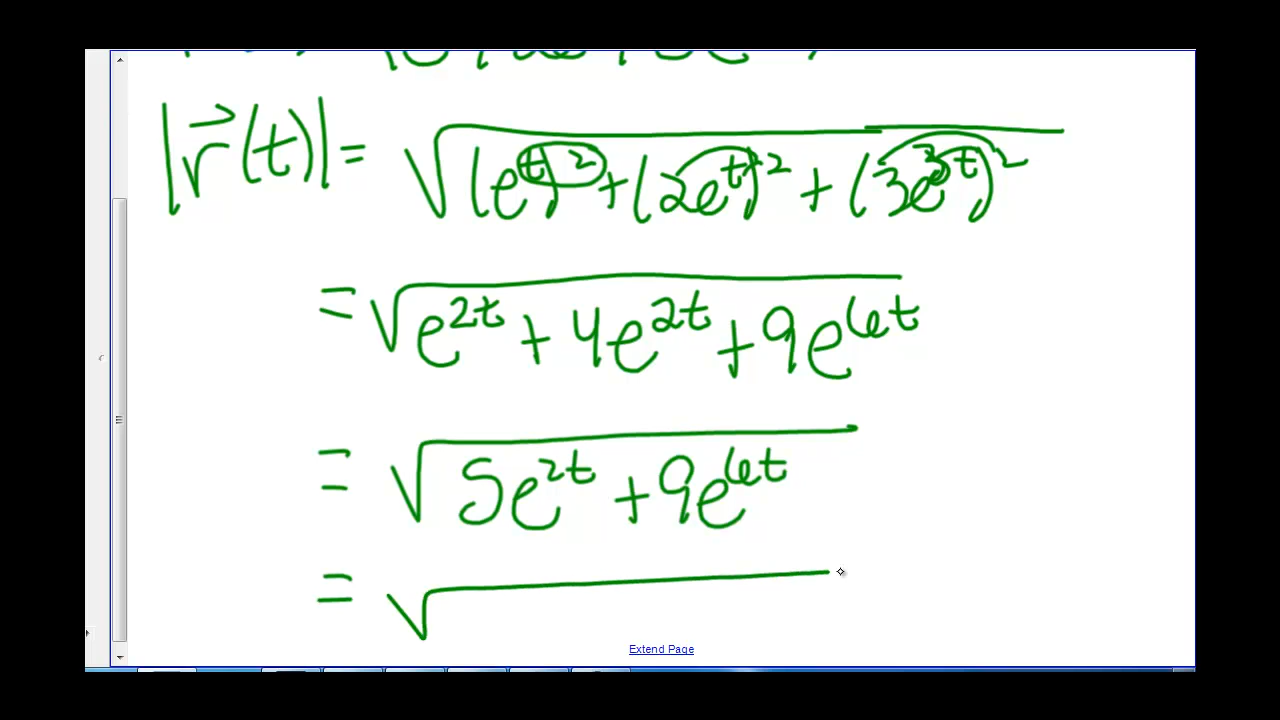 |r⃗(t)| = √((e^t)^2 + (2e^t)^2 + (3e^3t)^2)
= √(e^2t + 4e^2t + 9e^6t)
= √(5e^2t + 9e^6t)
= √
Extend Page